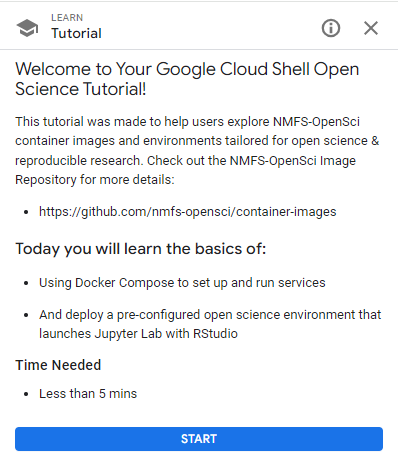 LEARN
Tutorial
Welcome to Your Google Cloud Shell Open
Science Tutorial!
This tutorial was made to help users explore NMFS-OpenSci
container images and environments tailored for open science &
reproducible research. Check out the NMFS-OpenSci Image
Repository for more details:
• https://github.com/nmfs-opensci/container-images
Today you will learn the basics of:
• Using Docker Compose to set up and run services
• And deploy a pre-configured open science environment that
launches Jupyter Lab with RStudio
Time Needed
• Less than 5 mins
START